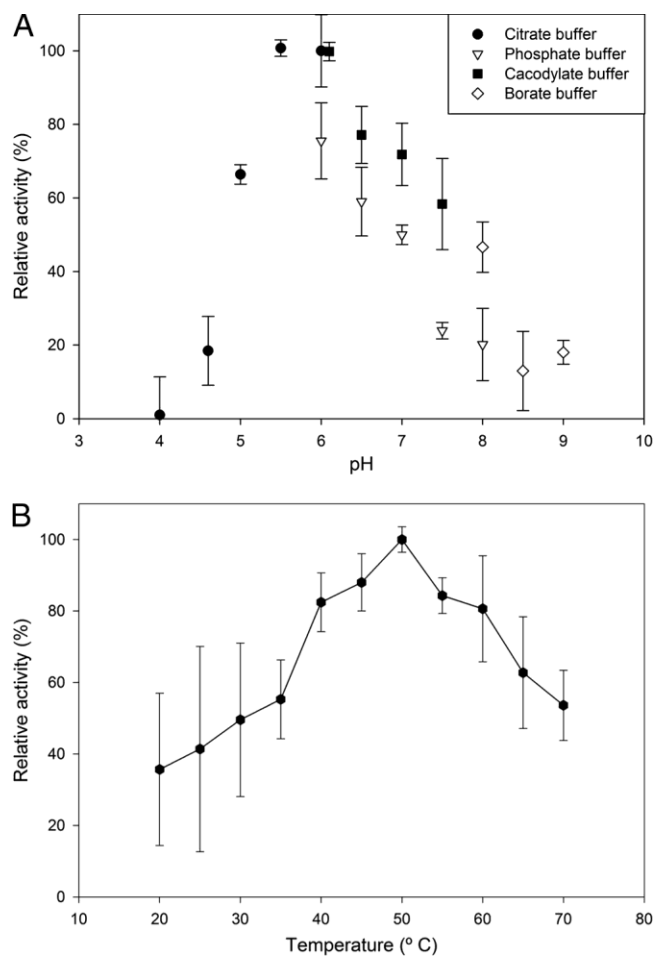 A
Citrate buffer
Phosphate buffer
Cacodylate buffer
Borate buffer
Relative activity (%)
100
80
60
40
20
0
3 4 5 6 7 8 9 10
pH
B
Relative activity (%)
100
80
60
40
20
0
10 20 30 40 50 60 70 80
Temperature (º C)